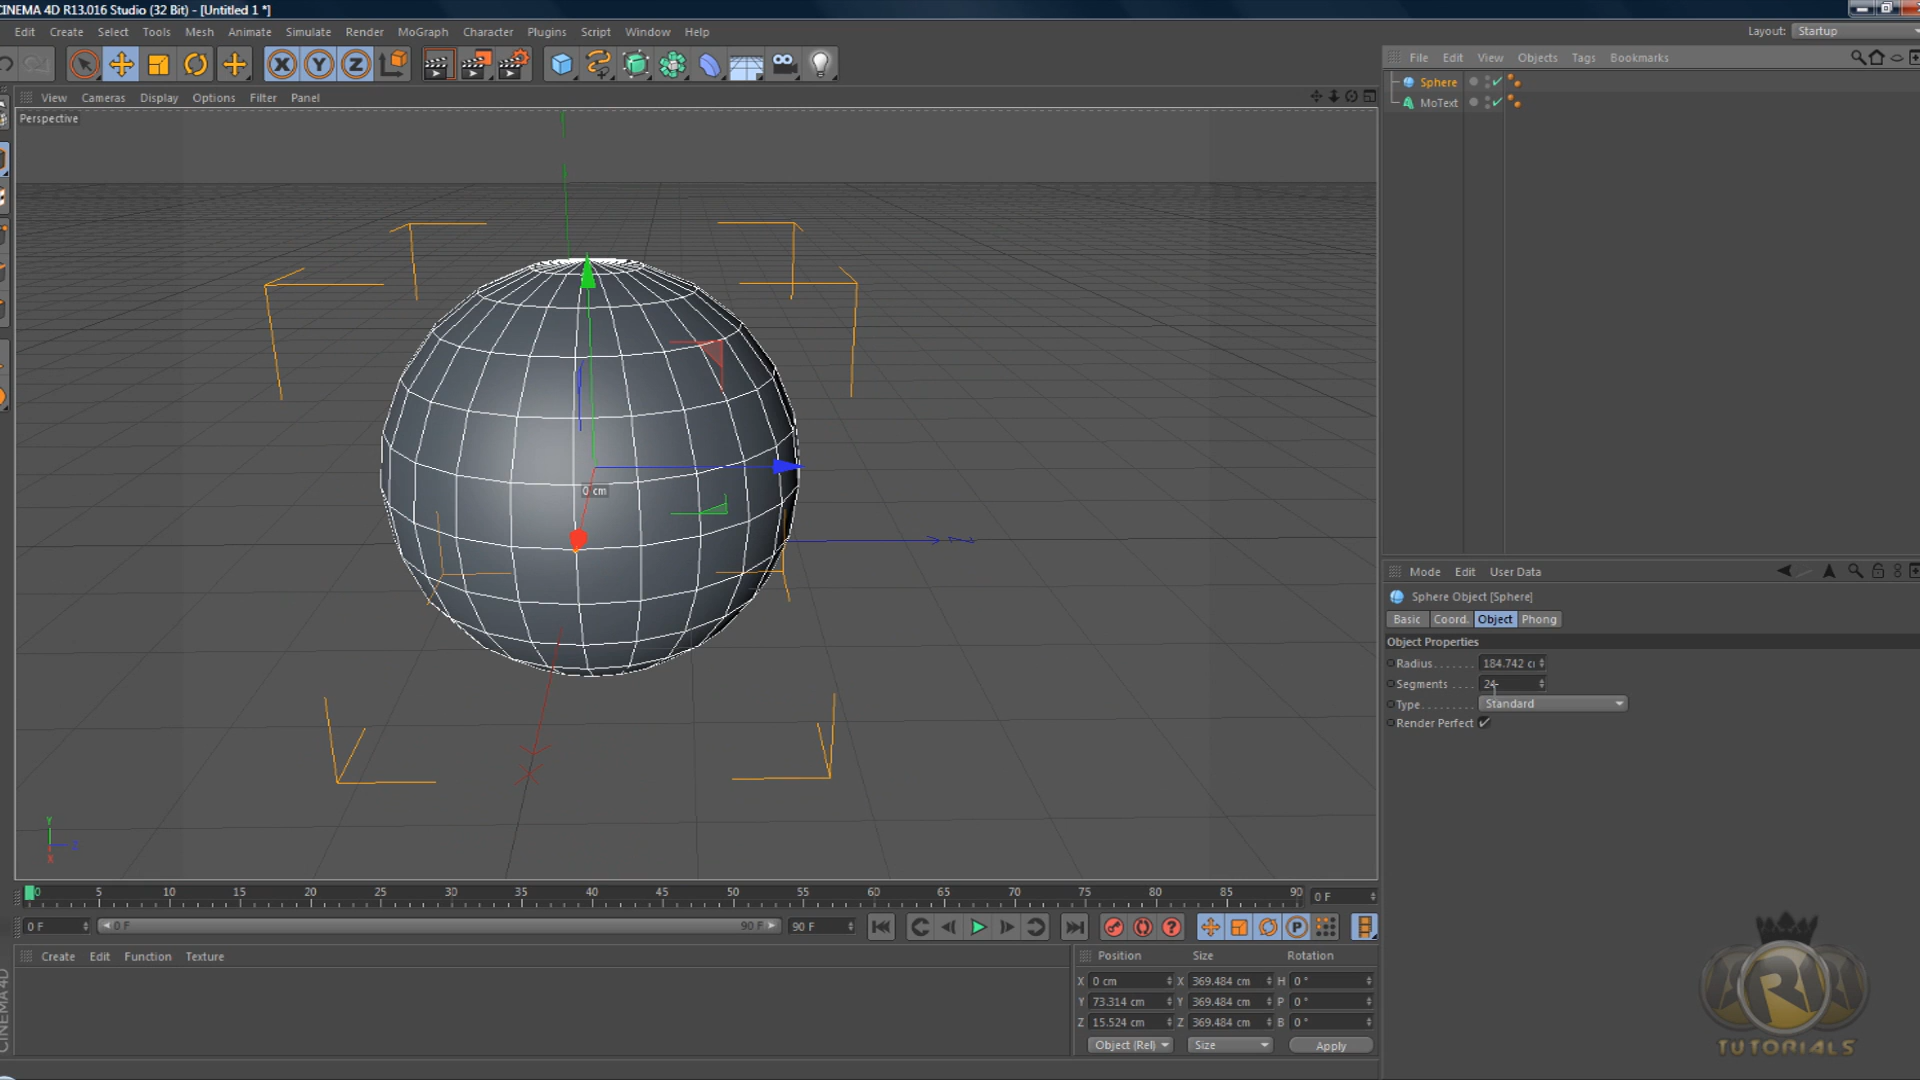 CINEMA 4D R13.016 Studio (32 Bit) - [Untitled 1 *]
Edit Create Select Tools Mesh Animate Simulate Render MoGraph Character Plugins Script Window Help Layout: Startup
X Y Z
File Edit View Objects Tags Bookmarks
View Cameras Display Options Filter Panel
Sphere
MoText
Perspective
0 cm
Mode Edit User Data
Sphere Object [Sphere]
Basic Coord. Object Phong
Object Properties
Radius....... 184.742 c
Segments .... 24
Type......... Standard
Render Perfect
Y
Z
X
0 5 10 15 20 25 30 35 40 45 50 55 60 65 70 75 80 85 90 0 F
0 F 0 F 90 F 90 F P
Create Edit Function Texture
Position Size Rotation
X 0 cm X 369.484 cm H 0 °
Y 73.314 cm Y 369.484 cm P 0 °
Z 15.524 cm Z 369.484 cm B 0 °
Object (Rel) Size Apply
CINEMA 4D
R
TUTORIALS